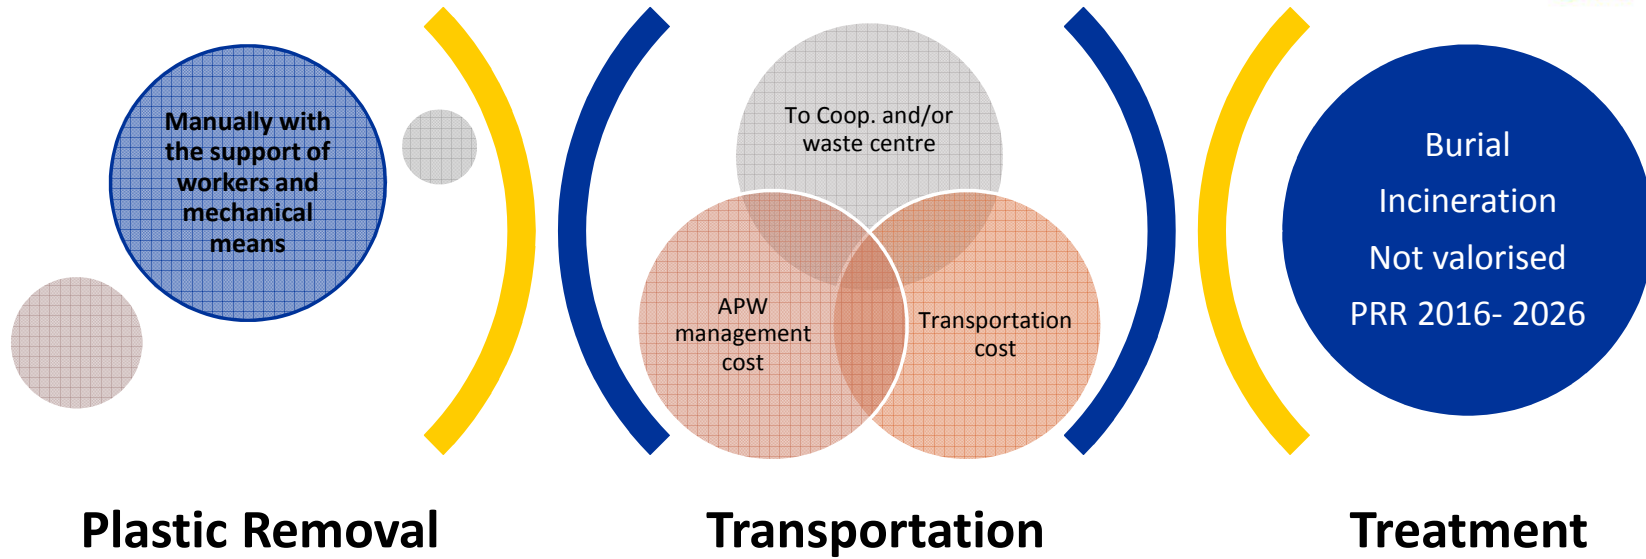 Manually with
the support of
workers and
mechanical
means
To Coop. and/or
waste centre
APW
management
cost
Transportation
cost
Burial
Incineration
Not valorised
PRR 2016- 2026
Plastic Removal
Transportation
Treatment